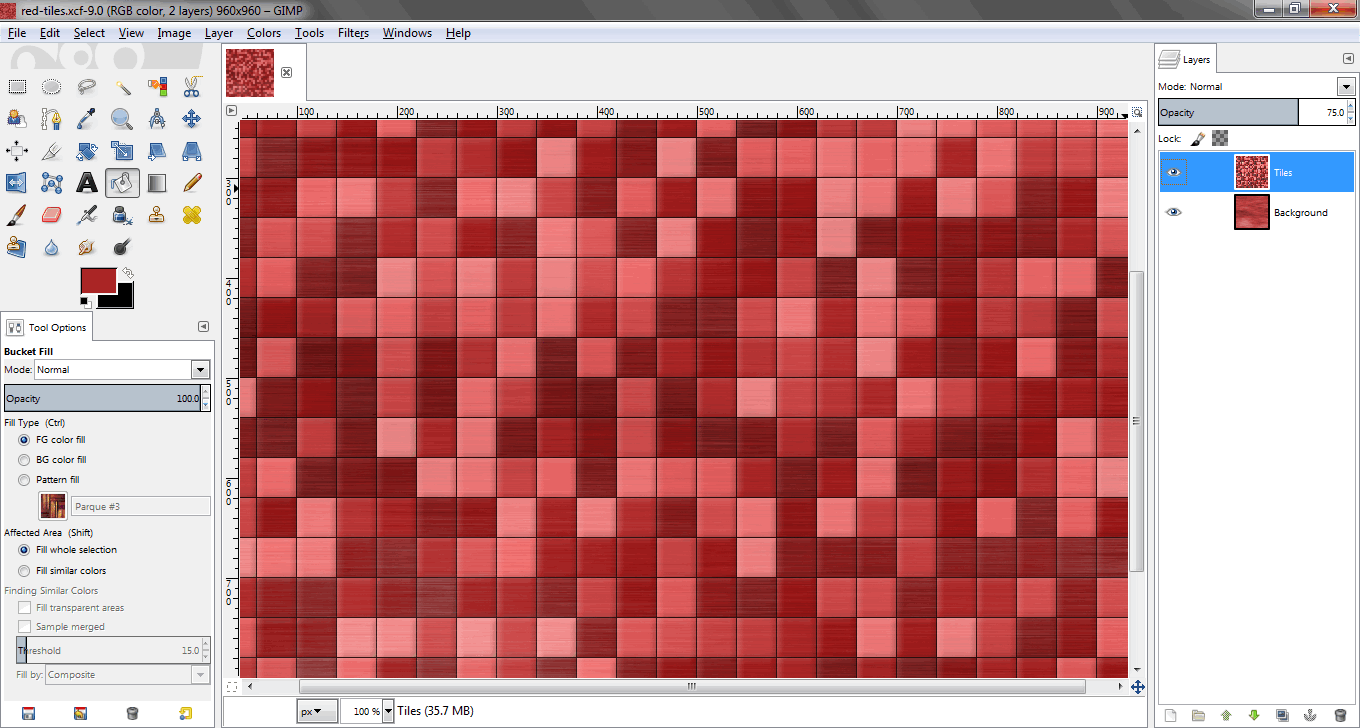 red-tiles.xcf-9.0 (RGB color, 2 layers) 960x960 – GIMP
File Edit Select View Image Layer Colors Tools Filters Windows Help
Layers
Mode: Normal
Opacity 75.0
Lock:
Tiles
Background
100 200 300 400 500 600 700 800 900
300
400
500
600
700
Tool Options
Bucket Fill
Mode: Normal
Opacity 100.0
Fill Type (Ctrl)
FG color fill
BG color fill
Pattern fill
Parque #3
Affected Area (Shift)
Fill whole selection
Fill similar colors
Finding Similar Colors
Fill transparent areas
Sample merged
Threshold 15.0
Fill by: Composite
px 100 % Tiles (35.7 MB)